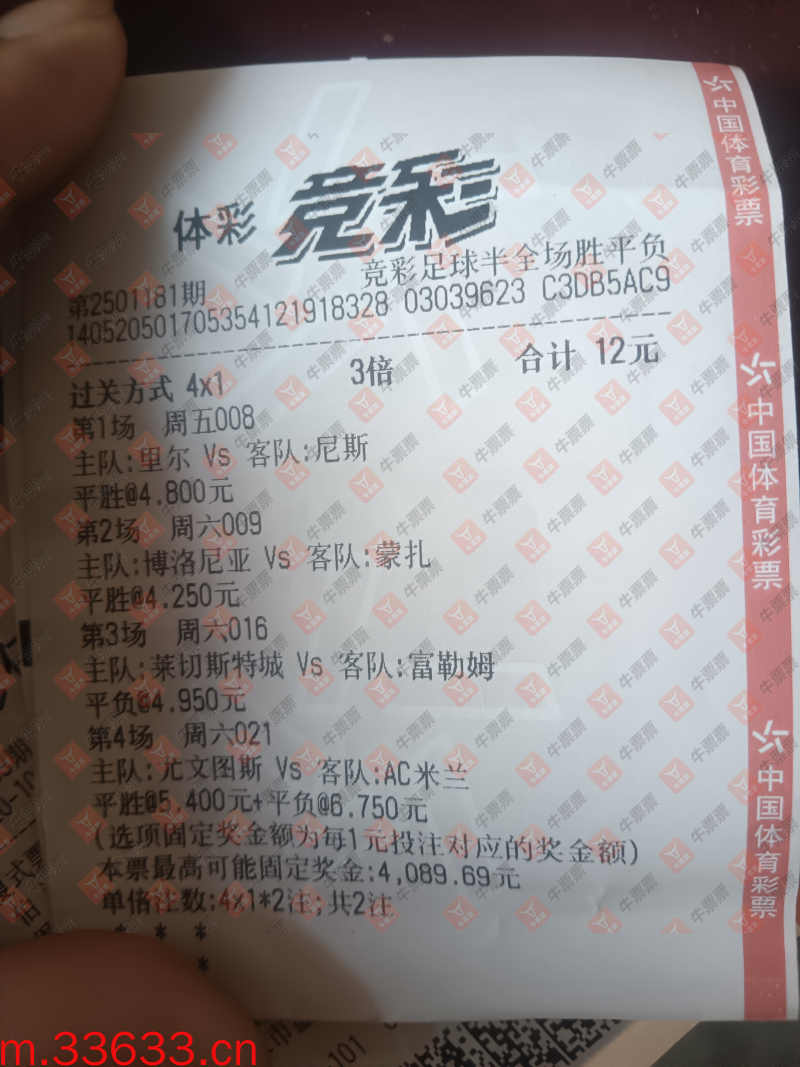 体彩 竞彩
竞彩足球半全场胜平负
第2501181期
140520501705354121918328 03039623 C3DB5AC9
过关方式 4x1 3倍 合计 12元
第1场 周五008
主队:里尔 Vs 客队:尼斯
平胜@4.800元
第2场 周六009
主队:博洛尼亚 Vs 客队:蒙扎
平胜@4.250元
第3场 周六016
主队:莱切斯特城 Vs 客队:富勒姆
平负@4.950元
第4场 周六021
主队:尤文图斯 Vs 客队:AC米兰
平胜@5.400元+平负@6.750元
(选项固定奖金额为每1元投注对应的奖金额)
本票最高可能固定奖金:4,089.69元
单倍注数:4x1*2注;共2注
* * *
*
中国体育彩票
中国体育彩票
中国体育彩票
牛票票
101
m.33633.cn